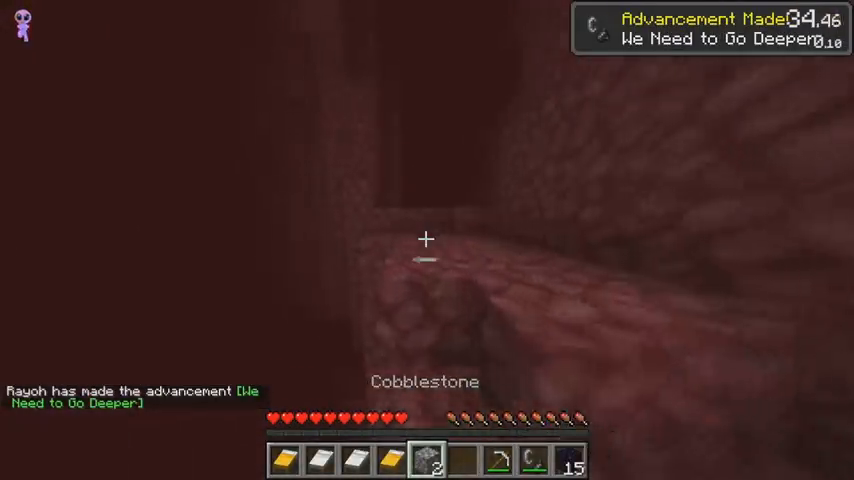 Advancement Made
34.46
We Need to Go Deeper
0.10
Cobblestone
Rayoh has made the advancement [We
Need to Go Deeper]
2
15